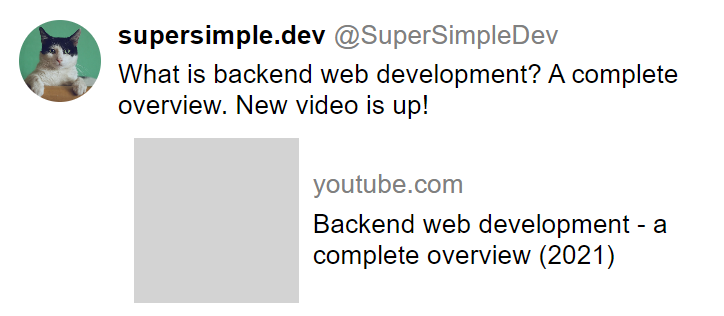 supersimple.dev @SuperSimpleDev
What is backend web development? A complete
overview. New video is up!
youtube.com
Backend web development - a
complete overview (2021)